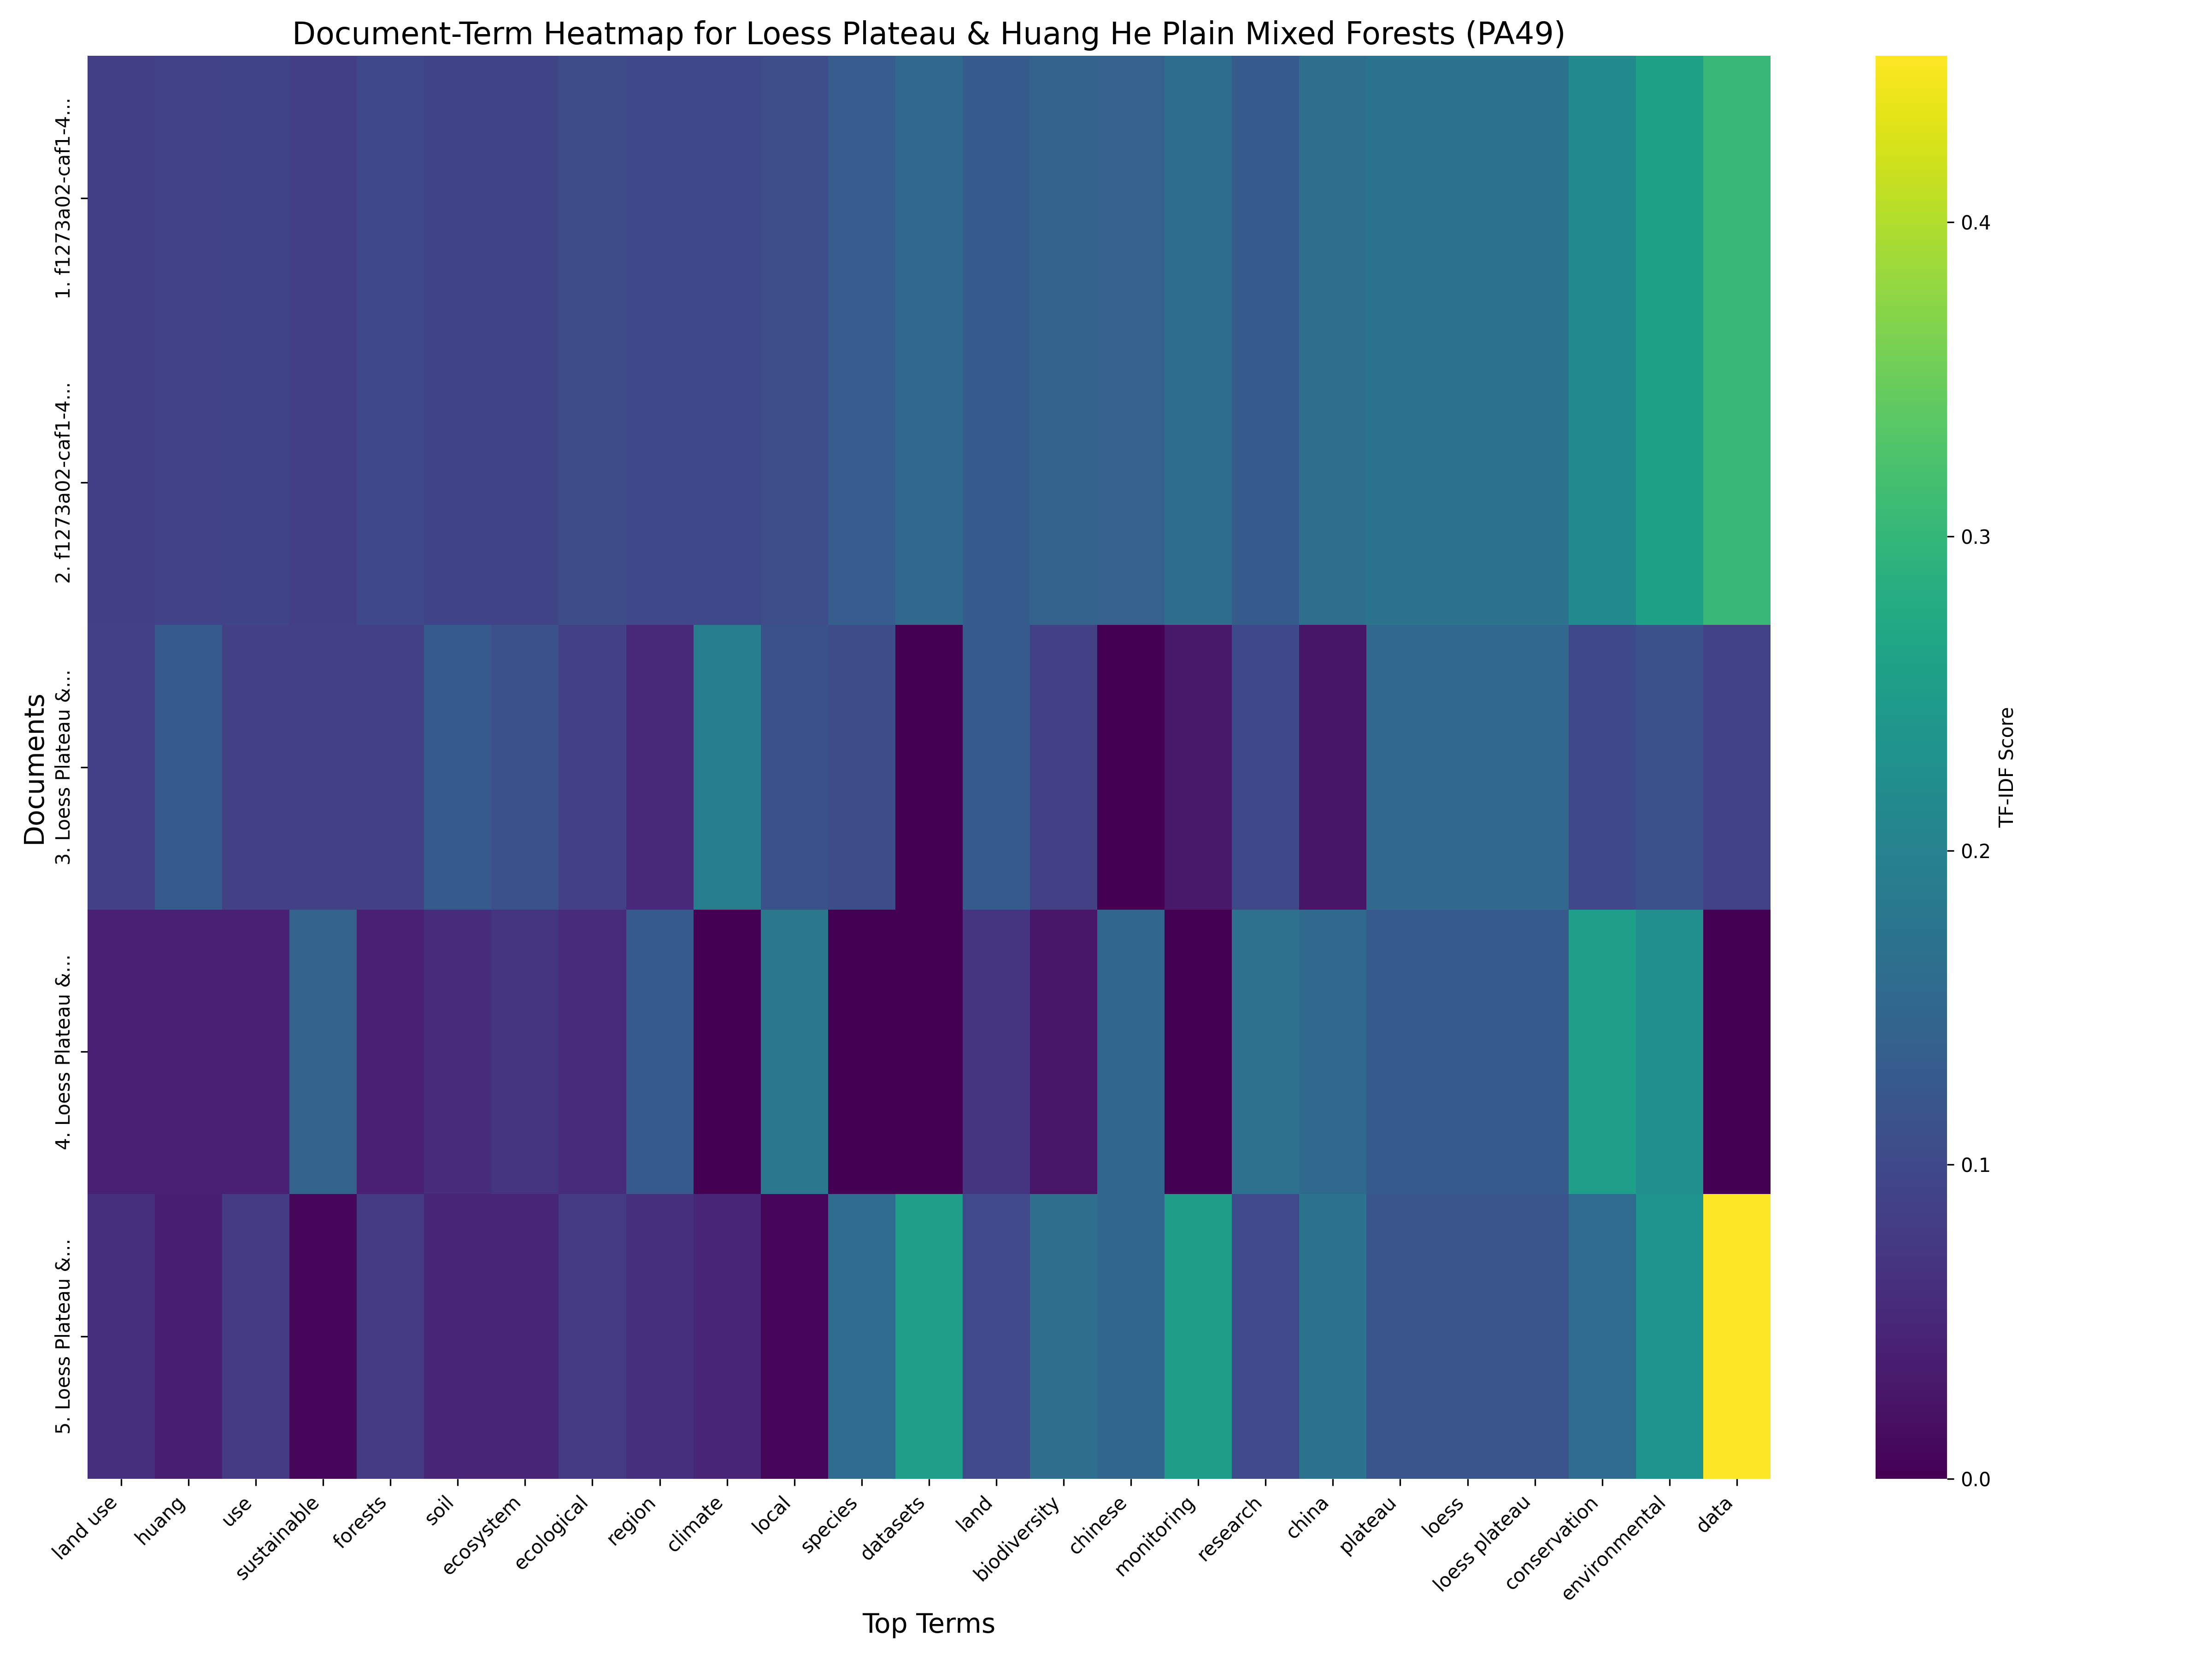 Document-Term Heatmap for Loess Plateau & Huang He Plain Mixed Forests (PA49)
Documents
1. f1273a02-caf1-4...
2. f1273a02-caf1-4...
3. Loess Plateau &...
4. Loess Plateau &...
5. Loess Plateau &...
land use
huang
use
sustainable
forests
soil
ecosystem
ecological
region
climate
local
species
datasets
land
biodiversity
chinese
monitoring
research
china
plateau
loess
loess plateau
conservation
environmental
data
Top Terms
0.4
0.3
0.2
0.1
0.0
TF-IDF Score